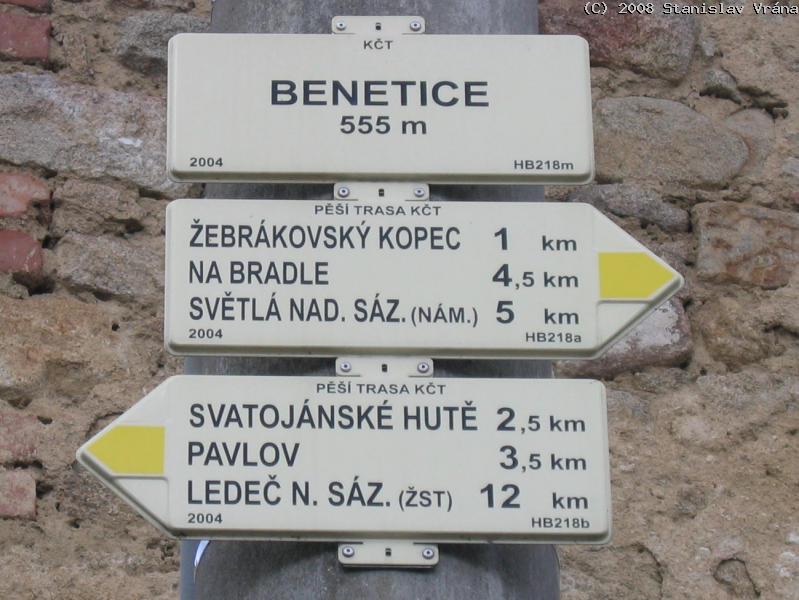 (C) 2008 Stanislav Vrána
KČT
BENETICE
555 m
2004 HB218m
PĚŠÍ TRASA KČT
ŽEBRÁKOVSKÝ KOPEC 1 km
NA BRADLE 4,5 km
SVĚTLÁ NAD. SÁZ. (NÁM.) 5 km
2004 HB218a
PĚŠÍ TRASA KČT
SVATOJÁNSKÉ HUTĚ 2,5 km
PAVLOV 3,5 km
LEDEČ N. SÁZ. (ŽST) 12 km
2004 HB218b